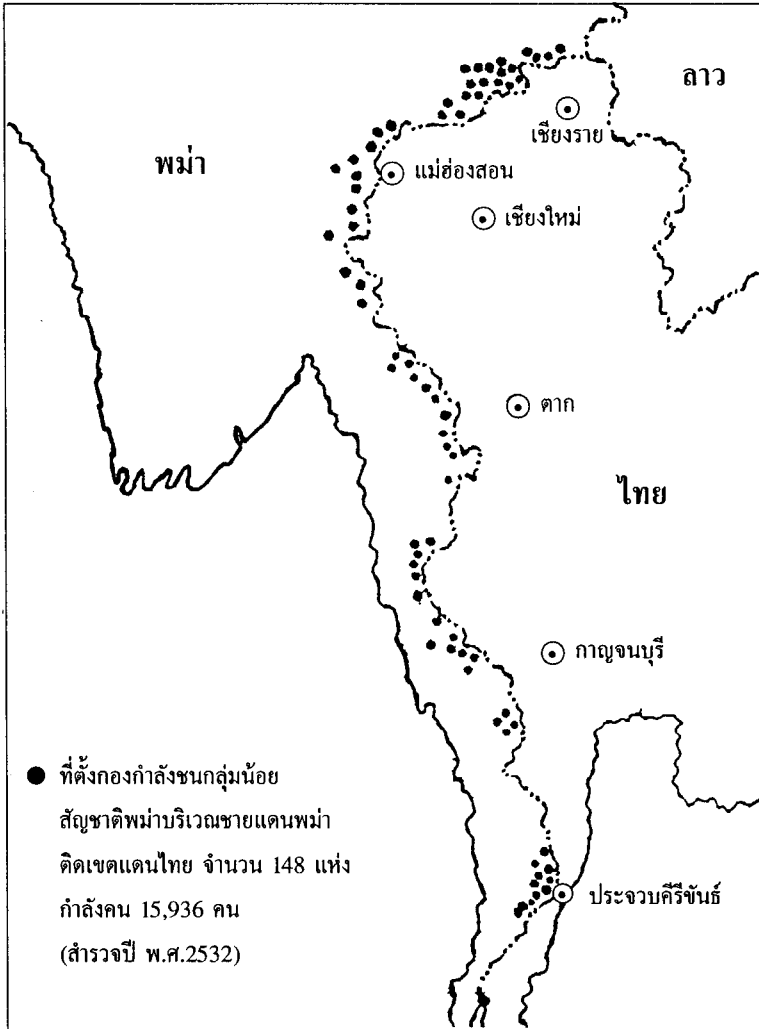 ลาว
เชียงราย
พม่า
แม่ฮ่องสอน
เชียงใหม่
ตาก
ไทย
กาญจนบุรี
ที่ตั้งกองกำลังชนกลุ่มน้อย
สัญชาติพม่าบริเวณชายแดนพม่า
ติดเขตแดนไทย จำนวน 148 แห่ง
กำลังคน 15,936 คน
(สำรวจปี พ.ศ.2532)
ประจวบคีรีขันธ์